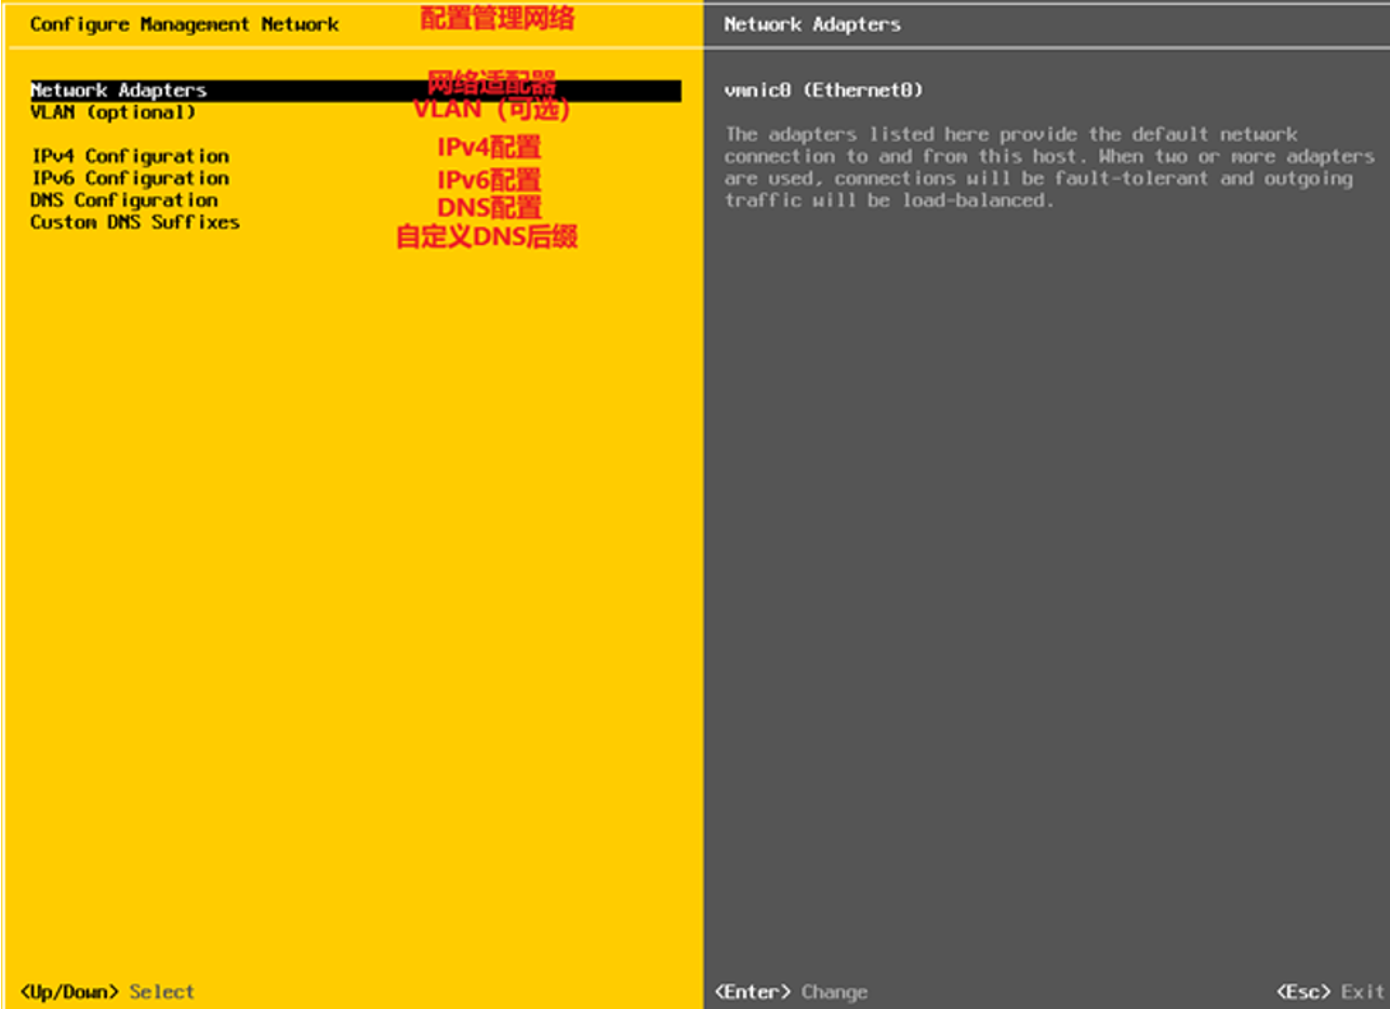 Configure Management Network 配置管理网络
Network Adapters 网络适配器
VLAN (optional) VLAN（可选）
IPv4 Configuration IPv4配置
IPv6 Configuration IPv6配置
DNS Configuration DNS配置
Custom DNS Suffixes 自定义DNS后缀
<Up/Down> Select
Network Adapters
vmnic0 (Ethernet0)
The adapters listed here provide the default network
connection to and from this host. When two or more adapters
are used, connections will be fault-tolerant and outgoing
traffic will be load-balanced.
<Enter> Change <Esc> Exit